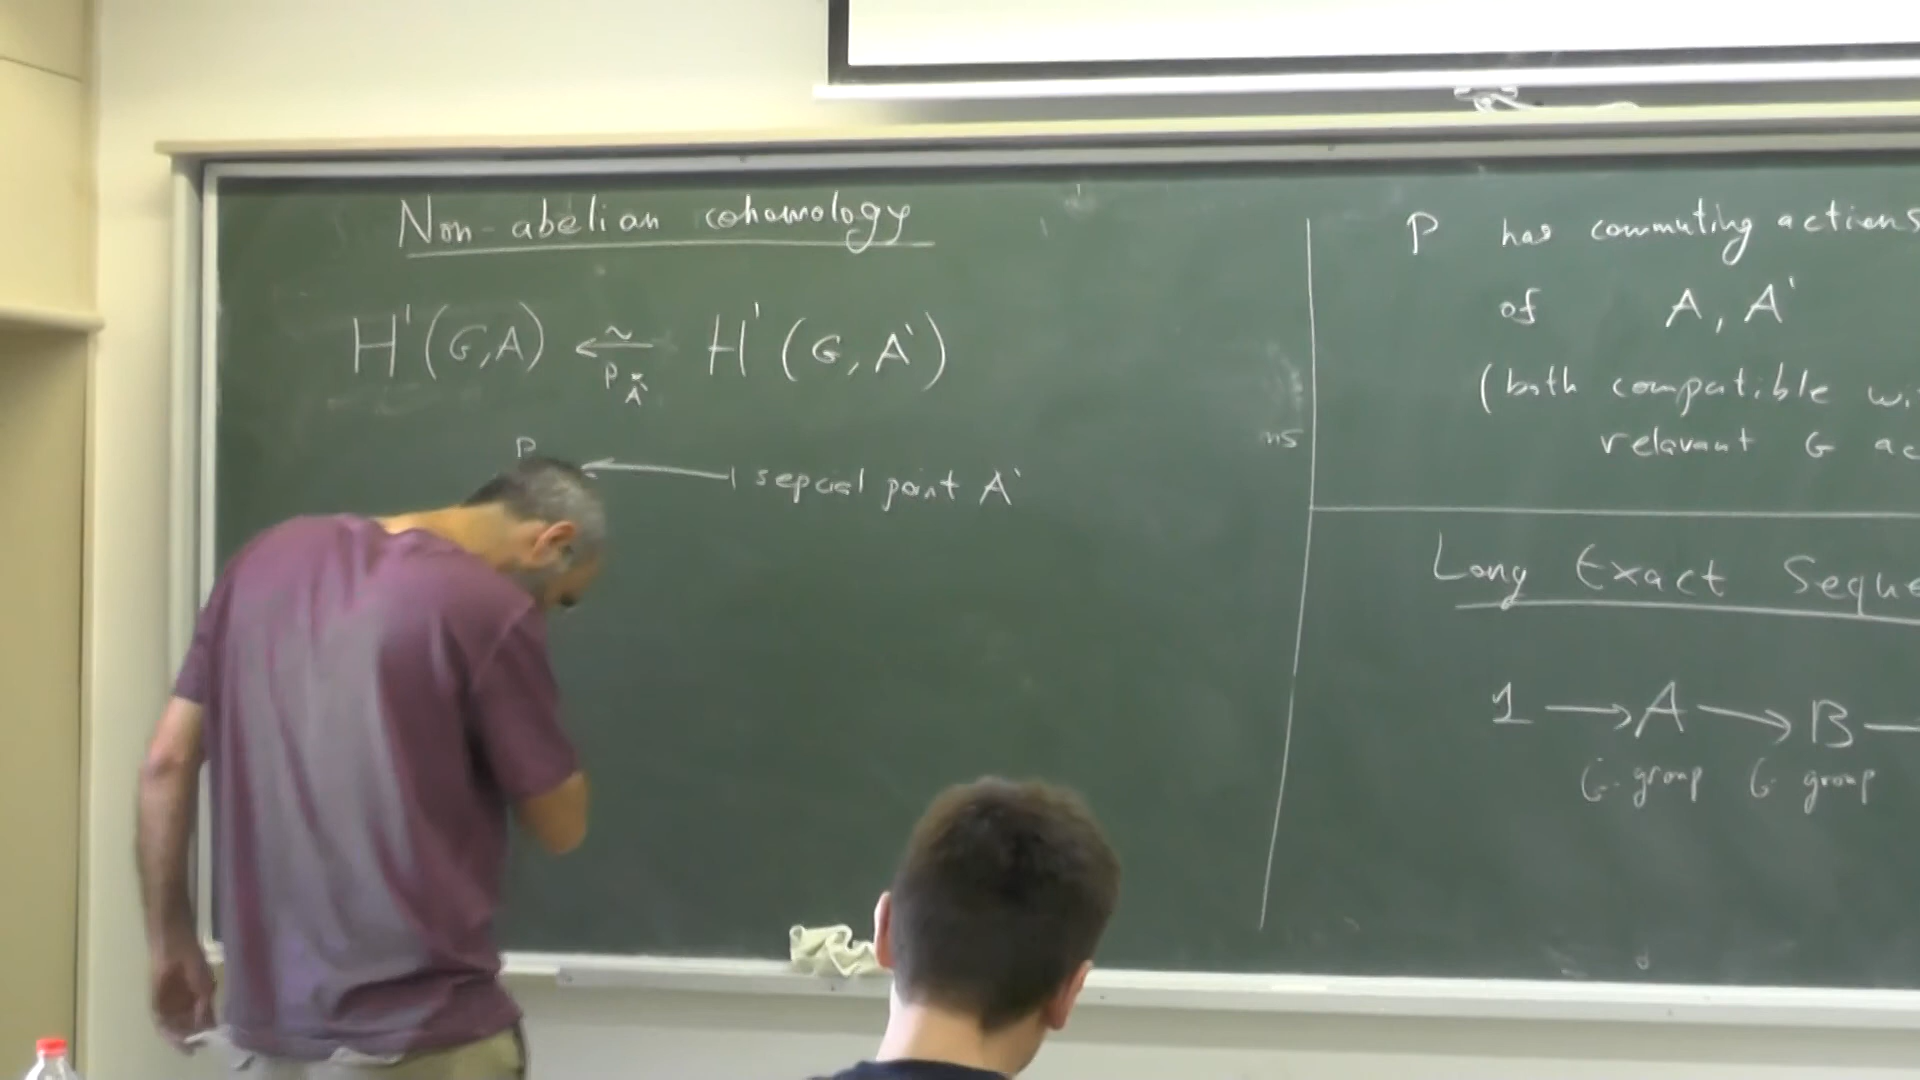 Non-abelian cohomology
H'(G,A) ⟵~ H'(G, A')
P ×
A'
P ⟵ sepcial point A'
ns
P has commuting actions
of A, A'
(both compatible wi
relevant G ac
Long Exact Seque
1 → A → B —
G-group G-group